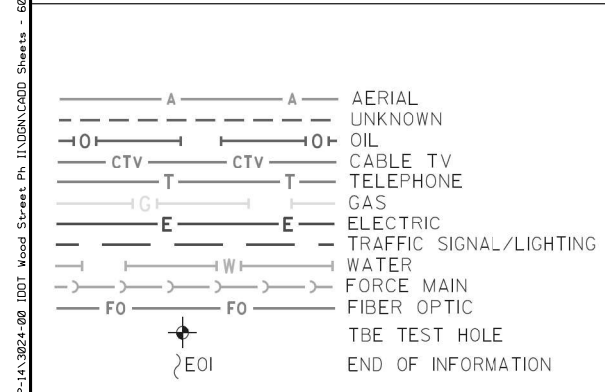 P-14\3024-00 IDOT Wood Street Ph II\DGN\CADD Sheets - 60
A A AERIAL
UNKNOWN
O O OIL
CTV CTV CABLE TV
T T TELEPHONE
G GAS
E E ELECTRIC
TRAFFIC SIGNAL/LIGHTING
W WATER
FORCE MAIN
FO FO FIBER OPTIC
TBE TEST HOLE
EOI END OF INFORMATION